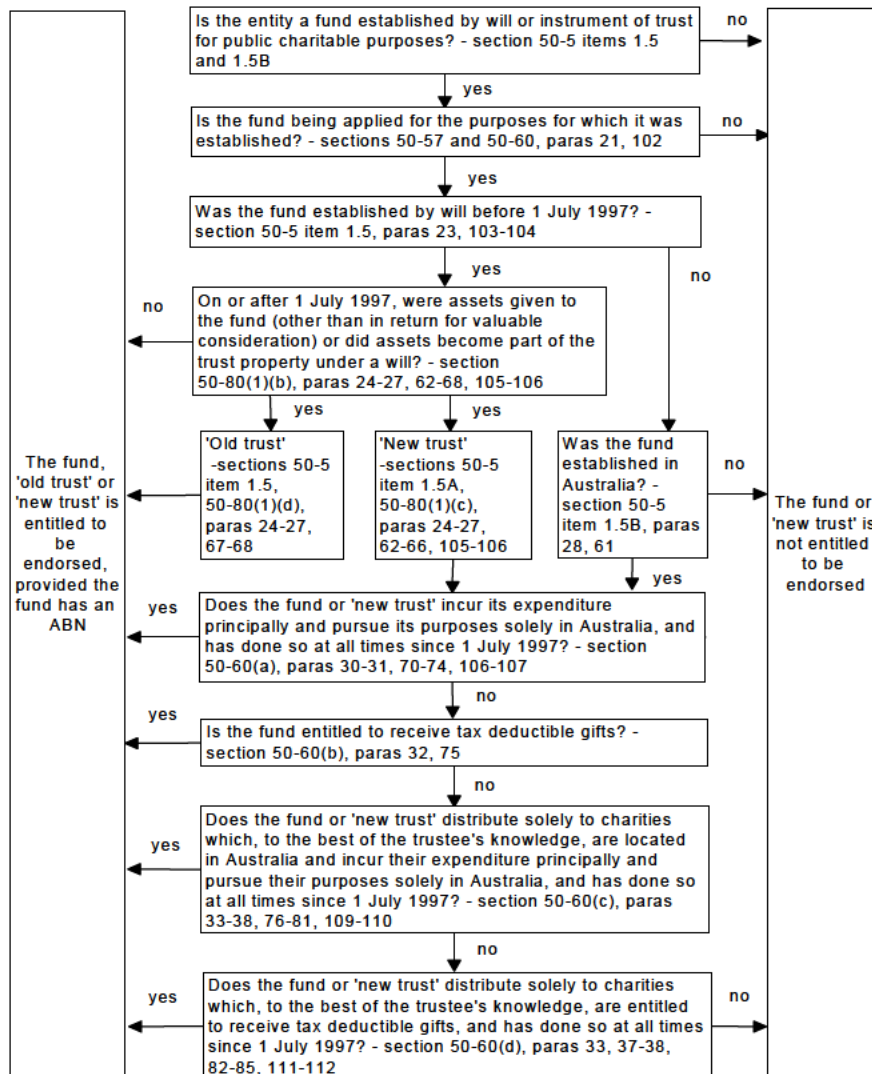 Is the entity a fund established by will or instrument of trust
for public charitable purposes? - section 50-5 items 1.5
and 1.5B
no
yes
Is the fund being applied for the purposes for which it was
established? - sections 50-57 and 50-60, paras 21, 102
no
yes
Was the fund established by will before 1 July 1997? -
section 50-5 item 1.5, paras 23, 103-104
yes
no
On or after 1 July 1997, were assets given to
the fund (other than in return for valuable
consideration) or did assets become part of the
trust property under a will? - section
50-80(1)(b), paras 24-27, 62-68, 105-106
no
yes
yes
'Old trust'
-sections 50-5
item 1.5,
50-80(1)(d),
paras 24-27,
67-68
'New trust'
-sections 50-5
item 1.5A,
50-80(1)(c),
paras 24-27,
62-66, 105-106
Was the fund
established in
Australia? -
section 50-5
item 1.5B, paras
28, 61
no
yes
The fund,
'old trust' or
'new trust' is
entitled to
be
endorsed,
provided the
fund has an
ABN
The fund or
'new trust' is
not entitled
to be
endorsed
Does the fund or 'new trust' incur its expenditure
principally and pursue its purposes solely in Australia, and
has done so at all times since 1 July 1997? - section
50-60(a), paras 30-31, 70-74, 106-107
yes
no
Is the fund entitled to receive tax deductible gifts? -
section 50-60(b), paras 32, 75
yes
no
Does the fund or 'new trust' distribute solely to charities
which, to the best of the trustee's knowledge, are located
in Australia and incur their expenditure principally and
pursue their purposes solely in Australia, and has done so
at all times since 1 July 1997? - section 50-60(c), paras
33-38, 76-81, 109-110
yes
no
Does the fund or 'new trust' distribute solely to charities
which, to the best of the trustee's knowledge, are entitled
to receive tax deductible gifts, and has done so at all times
since 1 July 1997? - section 50-60(d), paras 33, 37-38,
82-85, 111-112
yes
no